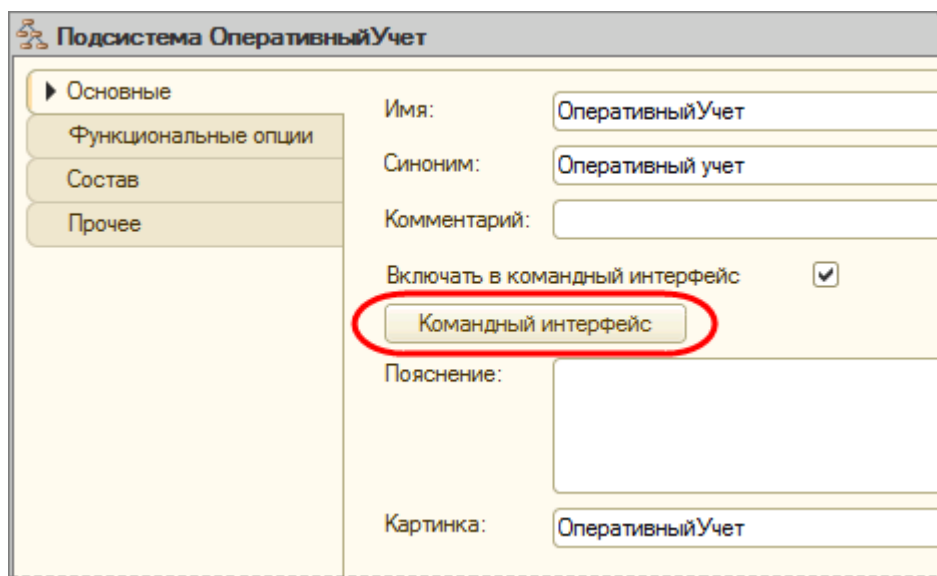 Подсистема ОперативныйУчет
Основные
Функциональные опции
Состав
Прочее
Имя: ОперативныйУчет
Синоним: Оперативный учет
Комментарий:
Включать в командный интерфейс
Командный интерфейс
Пояснение:
Картинка: ОперативныйУчет